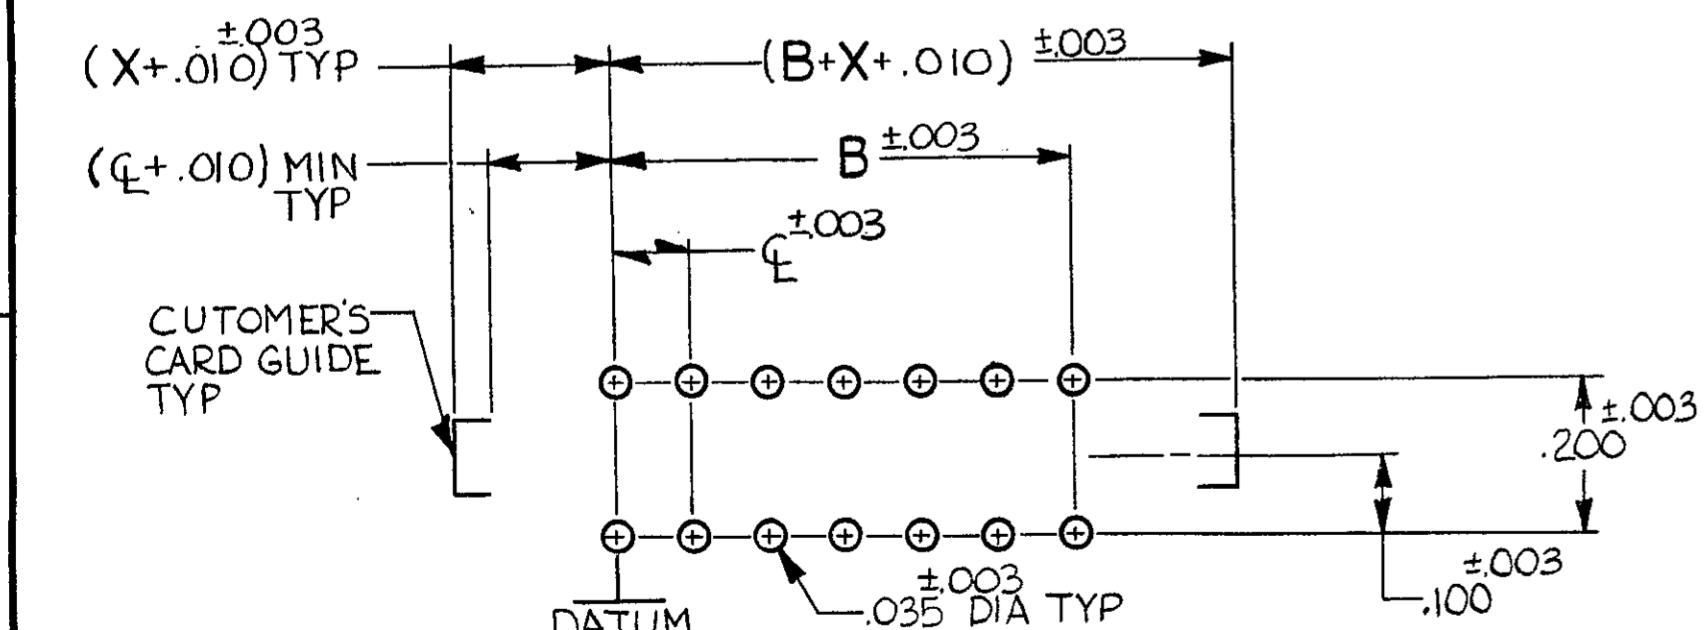 ±.003
(X+.010) TYP
(B+X+.010) ±.003
(℄+.010) MIN
TYP
B ±.003
℄ ±.003
CUTOMER'S
CARD GUIDE
TYP
±.003
.200
±.003
.100
±.003
.035 DIA TYP
DATUM